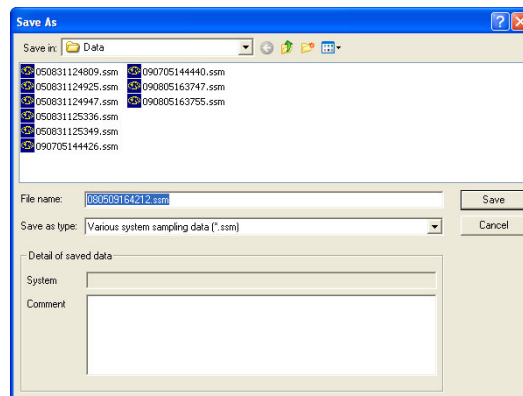 Save As
Save in: Data
050831124809.ssm 090705144440.ssm
050831124925.ssm 090805163747.ssm
050831124947.ssm 090805163755.ssm
050831125336.ssm
050831125349.ssm
090705144426.ssm
File name: 080509164212.ssm Save
Save as type: Various system sampling data (*.ssm) Cancel
Detail of saved data
System
Comment